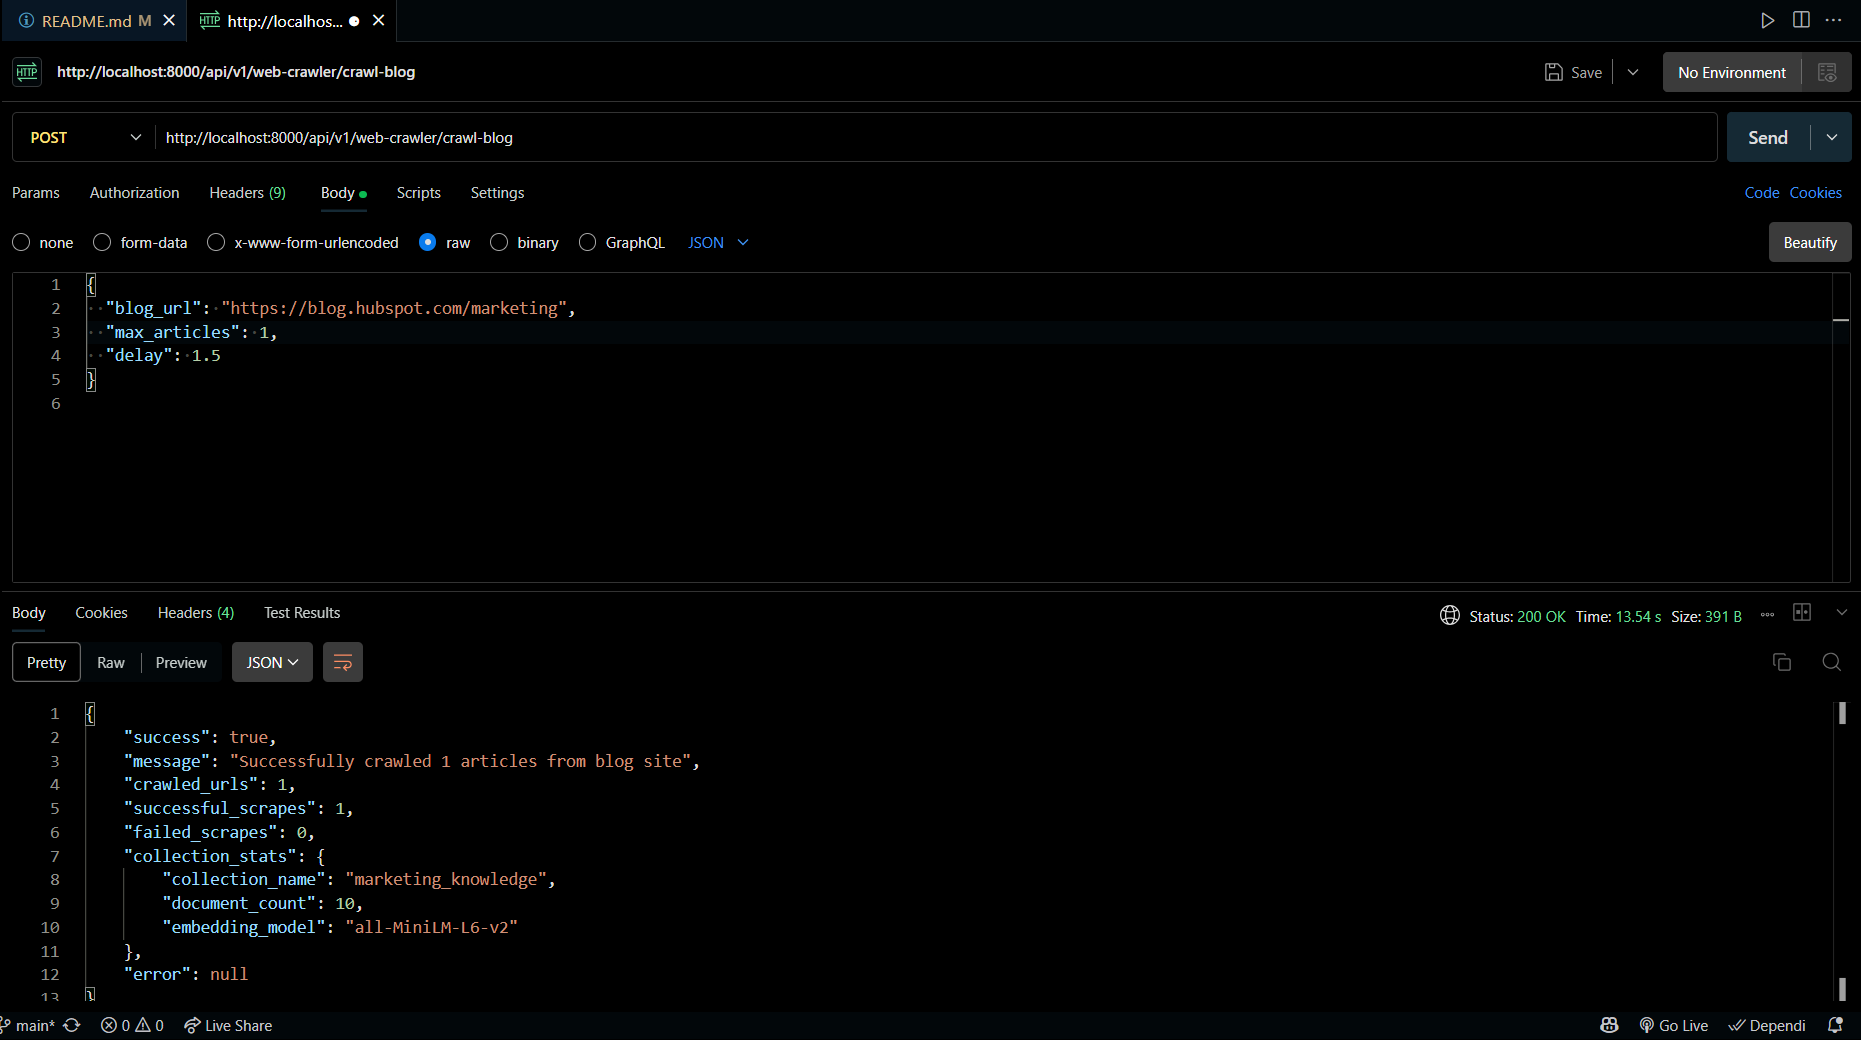 README.md M
HTTP http://localhos...
HTTP http://localhost:8000/api/v1/web-crawler/crawl-blog
Save No Environment
POST http://localhost:8000/api/v1/web-crawler/crawl-blog Send
Params Authorization Headers (9) Body Scripts Settings Code Cookies
none form-data x-www-form-urlencoded raw binary GraphQL JSON Beautify
1 {
2 "blog_url": "https://blog.hubspot.com/marketing",
3 "max_articles": 1,
4 "delay": 1.5
5 }
6
Body Cookies Headers (4) Test Results Status: 200 OK Time: 13.54 s Size: 391 B
Pretty Raw Preview JSON
1 {
2 "success": true,
3 "message": "Successfully crawled 1 articles from blog site",
4 "crawled_urls": 1,
5 "successful_scrapes": 1,
6 "failed_scrapes": 0,
7 "collection_stats": {
8 "collection_name": "marketing_knowledge",
9 "document_count": 10,
10 "embedding_model": "all-MiniLM-L6-v2"
11 },
12 "error": null
13 }
main* 0 0 Live Share Go Live Dependi